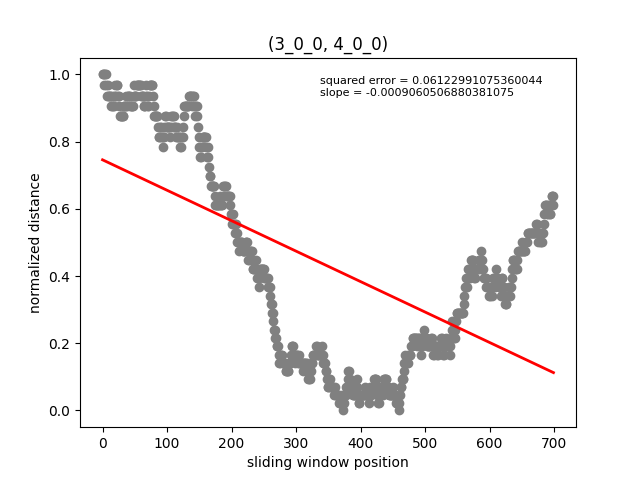 (3_0_0, 4_0_0)
squared error = 0.06122991075360044
slope = -0.0009060506880381075
1.0
0.8
0.6
0.4
0.2
0.0
normalized distance
0 100 200 300 400 500 600 700
sliding window position